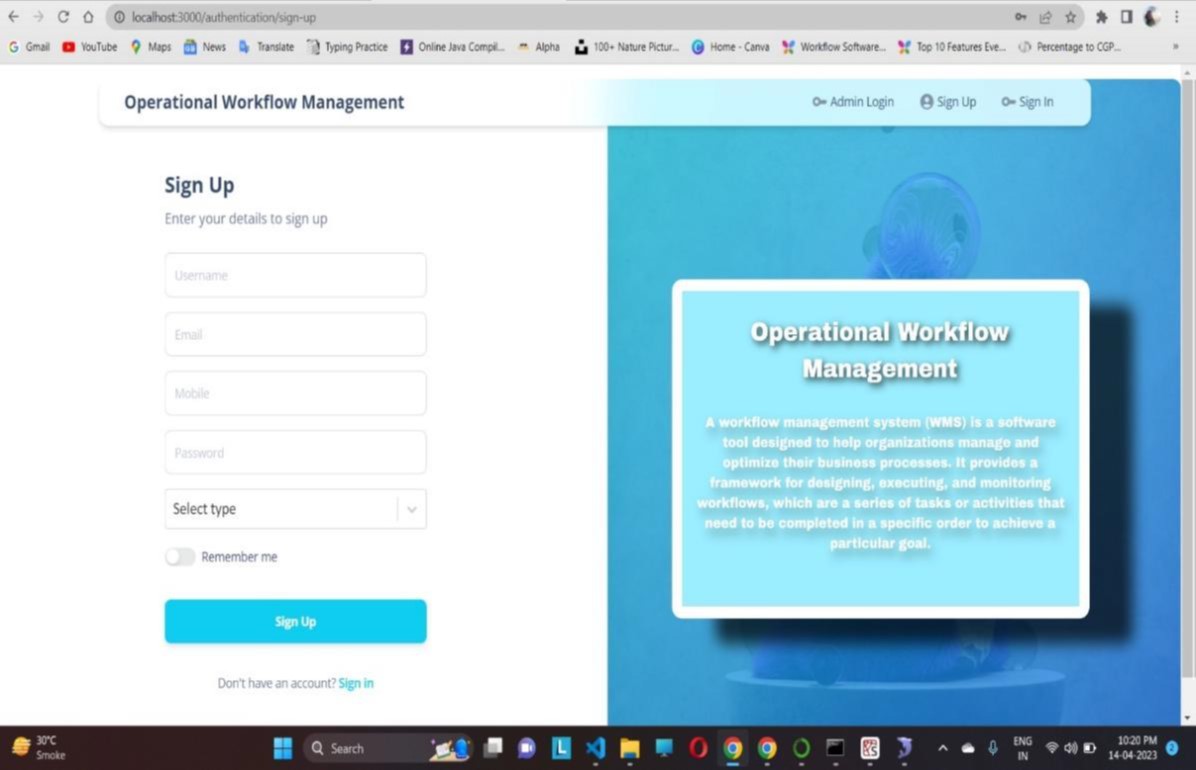 localhost:3000/authentication/sign-up
Gmail YouTube Maps News Translate Typing Practice Online Java Compil... Alpha 100+ Nature Pictur... Home - Canva Workflow Software... Top 10 Features Eve... Percentage to CGP... »
Operational Workflow Management Admin Login Sign Up Sign In
Sign Up
Enter your details to sign up
Username
Email
Mobile
Password
Select type
Remember me
Sign Up
Don't have an account? Sign in
Operational Workflow
Management
A workflow management system (WMS) is a software
tool designed to help organizations manage and
optimize their business processes. It provides a
framework for designing, executing, and monitoring
workflows, which are a series of tasks or activities that
need to be completed in a specific order to achieve a
particular goal.
30°C
Smoke
Search
ENG
IN
10:20 PM
14-04-2023
2